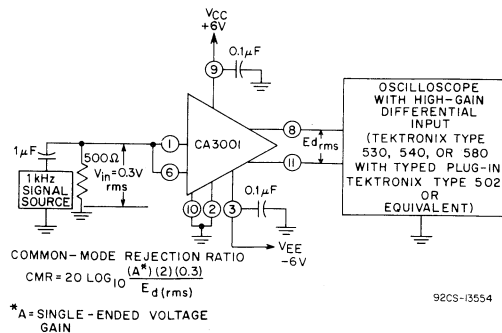 VCC
+6V
0.1μF
9
1μF
500Ω
Vin=0.3V
rms
1 kHz
SIGNAL
SOURCE
1
6
CA3001
8
Ed rms
11
10
2
3
0.1μF
VEE
-6V
OSCILLOSCOPE
WITH HIGH-GAIN
DIFFERENTIAL
INPUT
(TEKTRONIX TYPE
530, 540, OR 580
WITH TYPED PLUG-IN
TEKTRONIX TYPE 502
OR
EQUIVALENT)
COMMON-MODE REJECTION RATIO
CMR = 20 LOG10 (A*)(2)(0.3)
Ed(rms)
*A=SINGLE-ENDED VOLTAGE
GAIN
92CS-13554